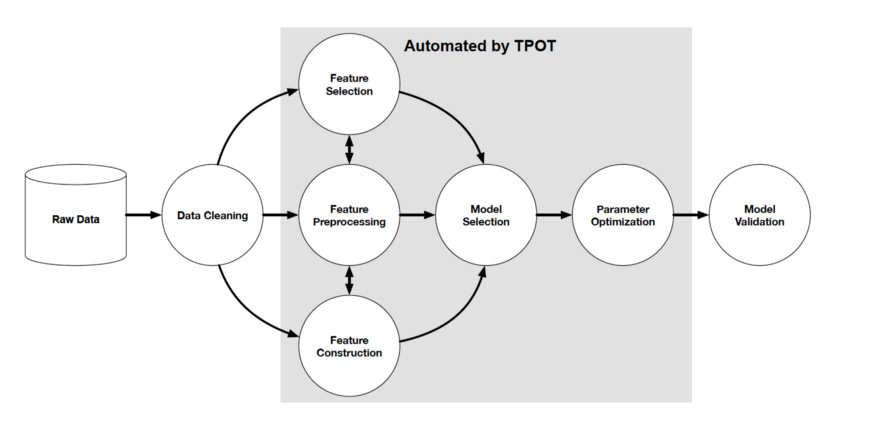 Automated by TPOT
Feature
Selection
Raw Data
Data Cleaning
Feature
Preprocessing
Model
Selection
Parameter
Optimization
Model
Validation
Feature
Construction